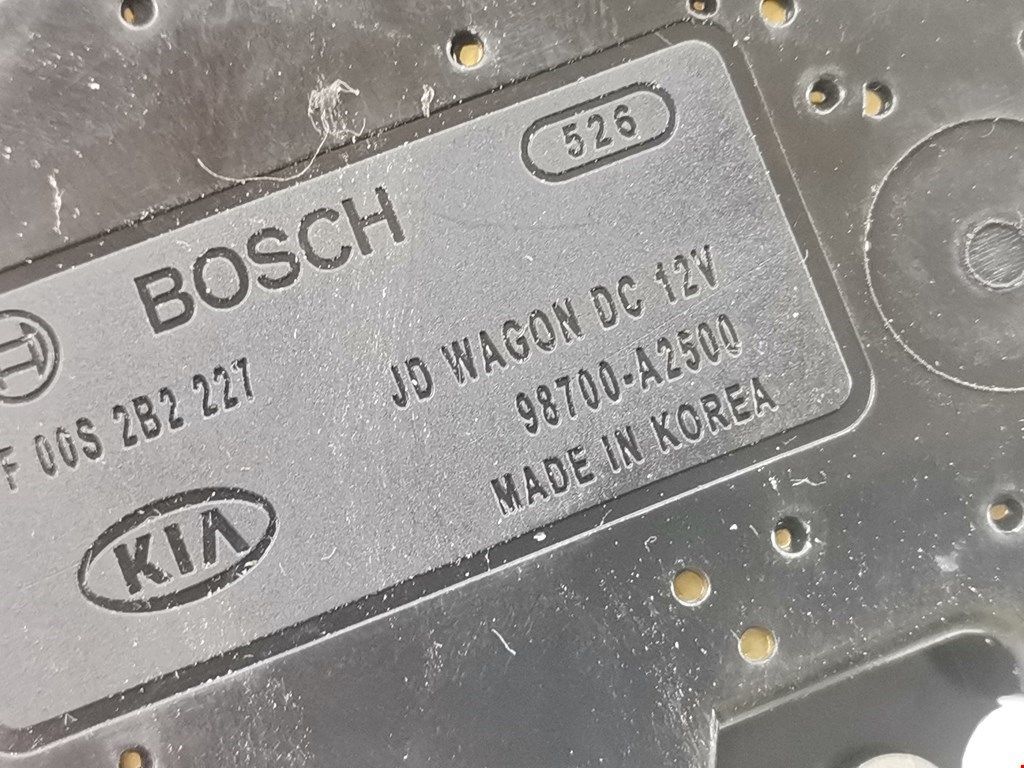 526
BOSCH
F 00S 2B2 227
JD WAGON DC 12V
98700-A2500
MADE IN KOREA
KIA